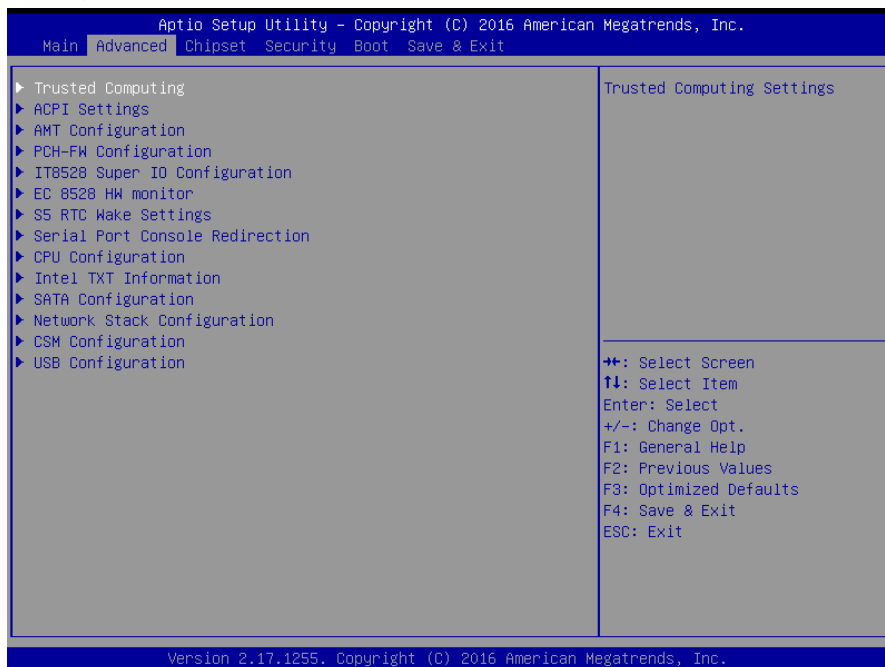 Aptio Setup Utility – Copyright (C) 2016 American Megatrends, Inc.
Main Advanced Chipset Security Boot Save & Exit
▶ Trusted Computing
▶ ACPI Settings
▶ AMT Configuration
▶ PCH-FW Configuration
▶ IT8528 Super IO Configuration
▶ EC 8528 HW monitor
▶ S5 RTC Wake Settings
▶ Serial Port Console Redirection
▶ CPU Configuration
▶ Intel TXT Information
▶ SATA Configuration
▶ Network Stack Configuration
▶ CSM Configuration
▶ USB Configuration
Trusted Computing Settings
→←: Select Screen
↑↓: Select Item
Enter: Select
+/-: Change Opt.
F1: General Help
F2: Previous Values
F3: Optimized Defaults
F4: Save & Exit
ESC: Exit
Version 2.17.1255. Copyright (C) 2016 American Megatrends, Inc.